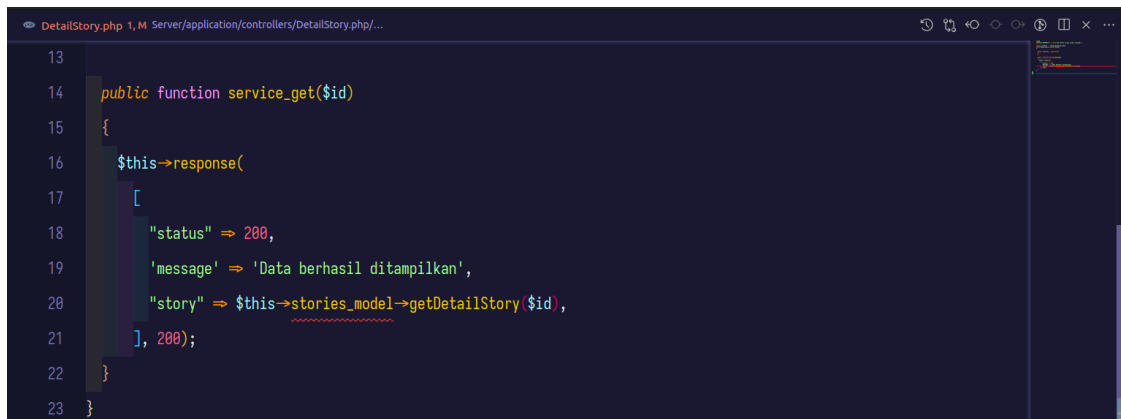 DetailStory.php 1, M Server/application/controllers/DetailStory.php/...
13
14 public function service_get($id)
15 {
16 $this->response(
17 [
18 "status" => 200,
19 'message' => 'Data berhasil ditampilkan',
20 "story" => $this->stories_model->getDetailStory($id),
21 ], 200);
22 }
23 }